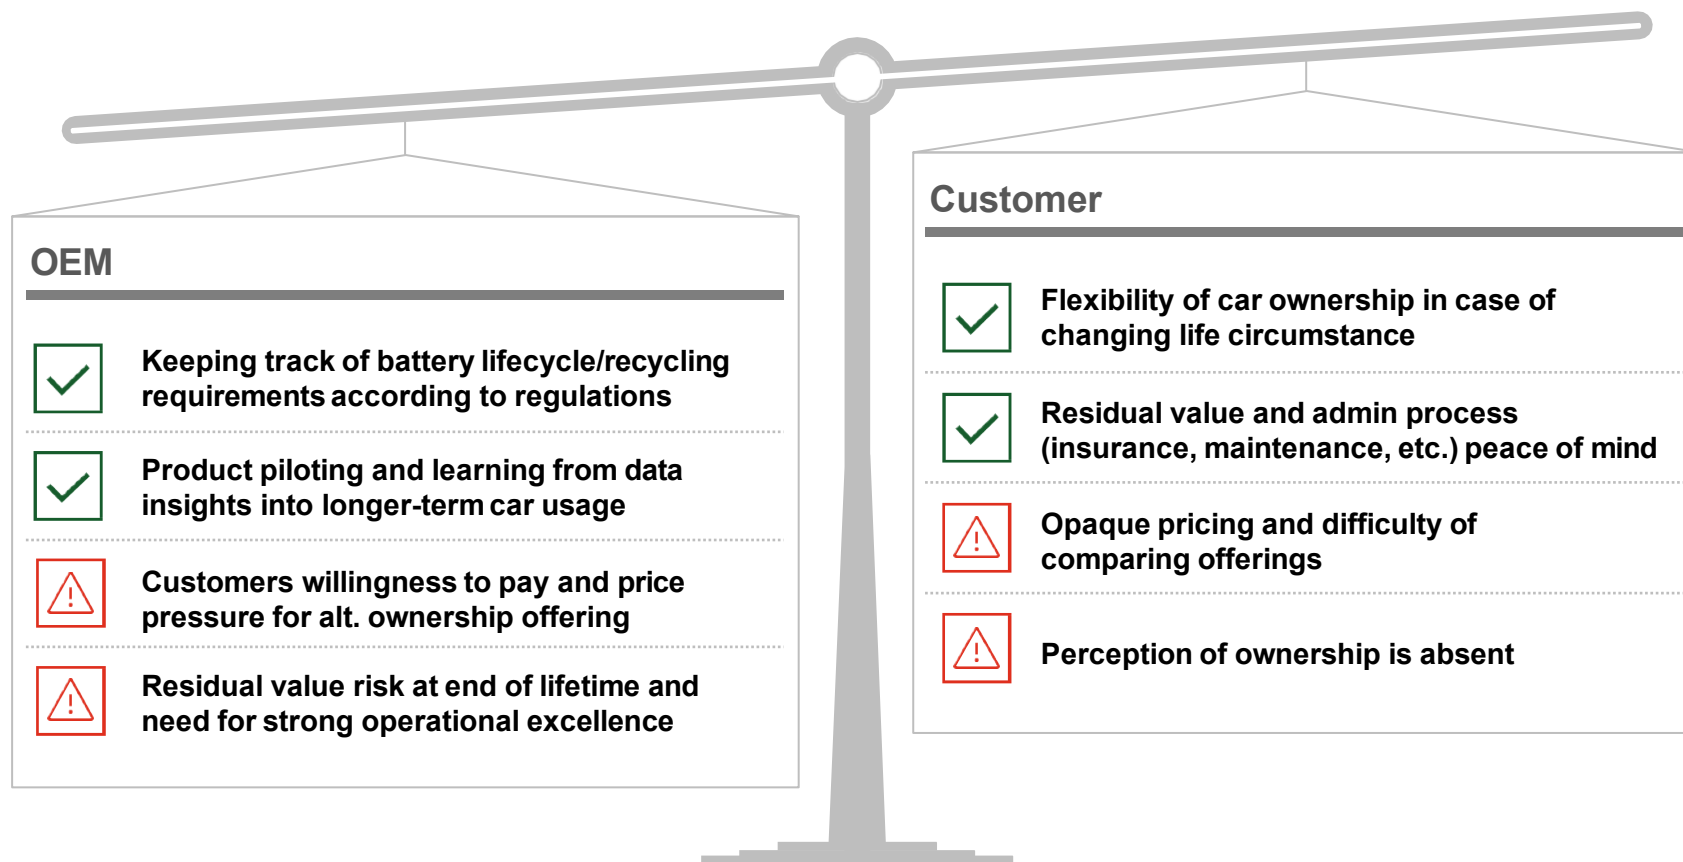 OEM
Keeping track of battery lifecycle/recycling
requirements according to regulations
Product piloting and learning from data
insights into longer-term car usage
Customers willingness to pay and price
pressure for alt. ownership offering
Residual value risk at end of lifetime and
need for strong operational excellence
Customer
Flexibility of car ownership in case of
changing life circumstance
Residual value and admin process
(insurance, maintenance, etc.) peace of mind
Opaque pricing and difficulty of
comparing offerings
Perception of ownership is absent